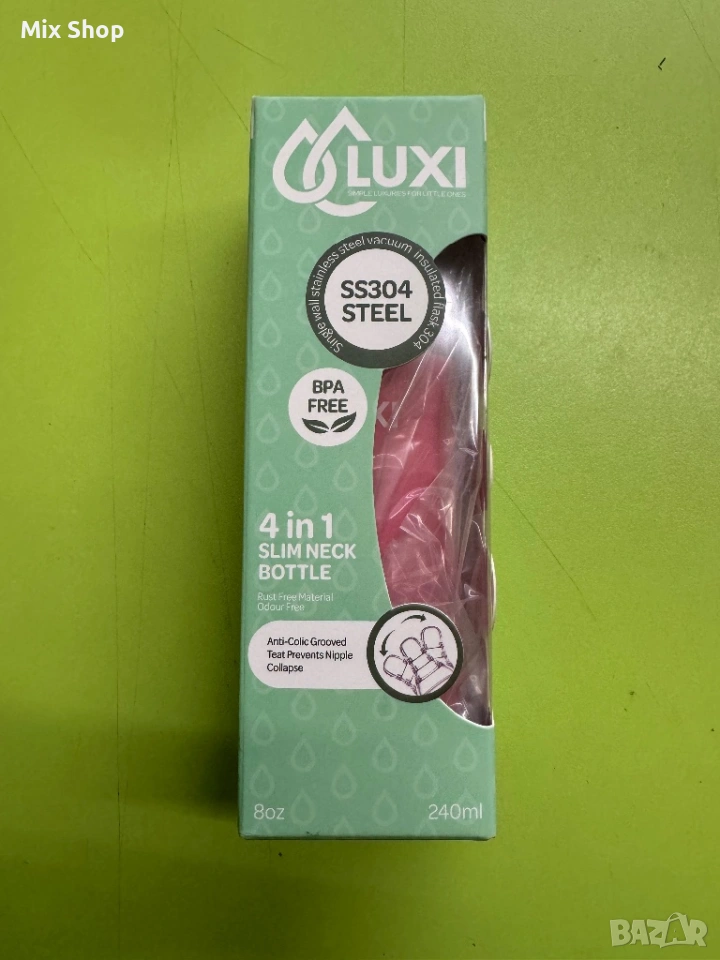 Mix Shop
LUXI
SIMPLE LUXURIES FOR LITTLE ONES
Single wall stainless steel vacuum insulated flask 304
SS304
STEEL
BPA
FREE
XI
4 in 1
SLIM NECK
BOTTLE
Rust Free Material
Odour Free
Anti-Colic Grooved
Teat Prevents Nipple
Collapse
8oz
240ml
BAZAR